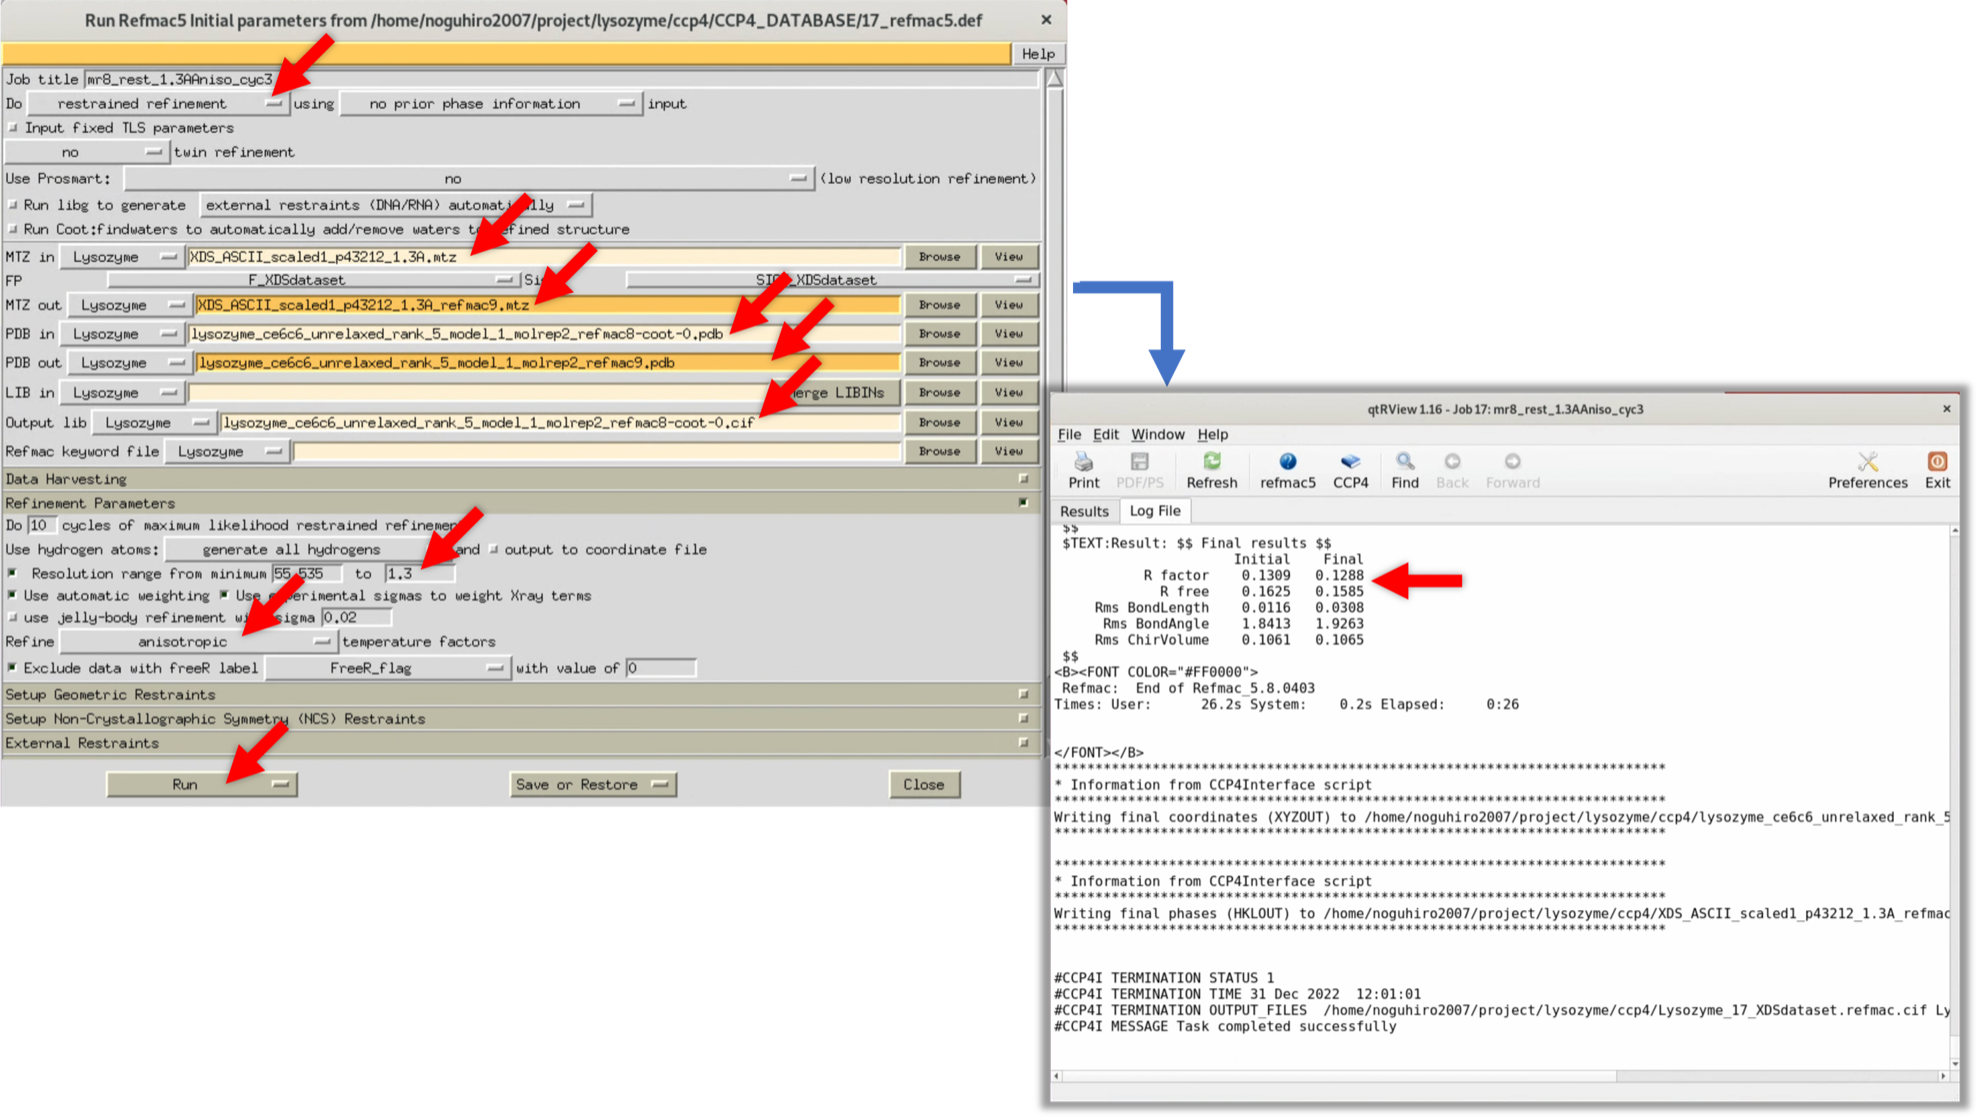 Run Refmac5 Initial parameters from /home/noguhiro2007/project/lysozyme/ccp4/CCP4_DATABASE/17_refmac5.def ×
Help
Job title mr8_rest_1.3AAniso_cyc3
Do restrained refinement using no prior phase information input
Input fixed TLS parameters
no twin refinement
Use Prosmart: no (low resolution refinement)
Run libg to generate external restraints (DNA/RNA) automatically
Run Coot:findwaters to automatically add/remove waters to refined structure
MTZ in Lysozyme XDS_ASCII_scaled1_p43212_1.3A.mtz Browse View
FP F_XDSdataset SIG XDSdataset
MTZ out Lysozyme XDS_ASCII_scaled1_p43212_1.3A_refmac9.mtz Browse View
PDB in Lysozyme lysozyme_ce6c6_unrelaxed_rank_5_model_1_molrep2_refmac8-coot-0.pdb Browse View
PDB out Lysozyme lysozyme_ce6c6_unrelaxed_rank_5_model_1_molrep2_refmac9.pdb Browse View
LIB in Lysozyme LIBINs Browse View
Output lib Lysozyme lysozyme_ce6c6_unrelaxed_rank_5_model_1_molrep2_refmac8-coot-0.cif Browse View
Refmac keyword file Lysozyme Browse View
Data Harvesting
Refinement Parameters
Do 10 cycles of maximum likelihood restrained refinement
Use hydrogen atoms: generate all hydrogens and output to coordinate file
Resolution range from minimum 55.535 to 1.3
Use automatic weighting Use experimental sigmas to weight Xray terms
use jelly-body refinement with sigma 0.02
Refine anisotropic temperature factors
Exclude data with freeR label FreeR_flag with value of 0
Setup Geometric Restraints
Setup Non-Crystallographic Symmetry (NCS) Restraints
External Restraints
Run Save or Restore Close
qtRView 1.16 - Job 17: mr8_rest_1.3AAniso_cyc3 ×
File Edit Window Help
Print PDF/PS Refresh refmac5 CCP4 Find Back Forward Preferences Exit
Results Log File
$$
$TEXT:Result: $$ Final results $$
Initial Final
R factor 0.1309 0.1288
R free 0.1625 0.1585
Rms BondLength 0.0116 0.0308
Rms BondAngle 1.8413 1.9263
Rms ChirVolume 0.1061 0.1065
$$
<B><FONT COLOR="#FF0000">
Refmac: End of Refmac_5.8.0403
Times: User: 26.2s System: 0.2s Elapsed: 0:26
</FONT></B>
***************************************************************************
* Information from CCP4Interface script
***************************************************************************
Writing final coordinates (XYZOUT) to /home/noguhiro2007/project/lysozyme/ccp4/lysozyme_ce6c6_unrelaxed_rank_5
***************************************************************************
***************************************************************************
* Information from CCP4Interface script
***************************************************************************
Writing final phases (HKLOUT) to /home/noguhiro2007/project/lysozyme/ccp4/XDS_ASCII_scaled1_p43212_1.3A_refmac
***************************************************************************
#CCP4I TERMINATION STATUS 1
#CCP4I TERMINATION TIME 31 Dec 2022 12:01:01
#CCP4I TERMINATION OUTPUT_FILES /home/noguhiro2007/project/lysozyme/ccp4/Lysozyme_17_XDSdataset.refmac.cif Ly
#CCP4I MESSAGE Task completed successfully